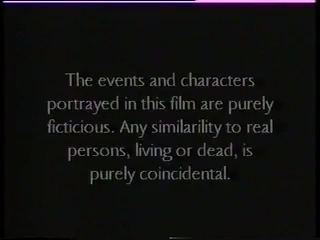 The events and characters
portrayed in this film are purely
ficticious. Any similarility to real
persons, living or dead, is
purely coincidental.